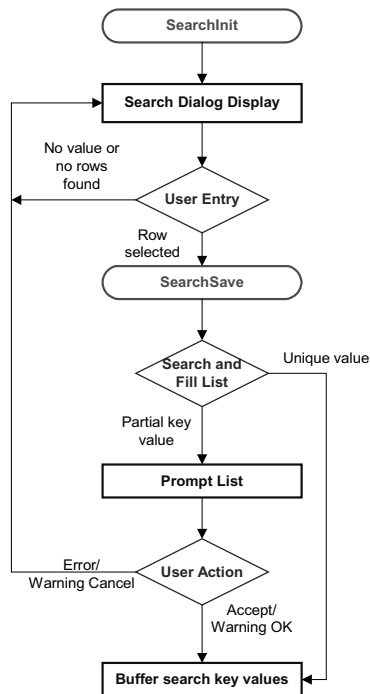 SearchInit
Search Dialog Display
No value or
no rows
found
User Entry
Row
selected
SearchSave
Search and
Fill List
Unique value
Partial key
value
Prompt List
Error/
Warning Cancel
User Action
Accept/
Warning OK
Buffer search key values